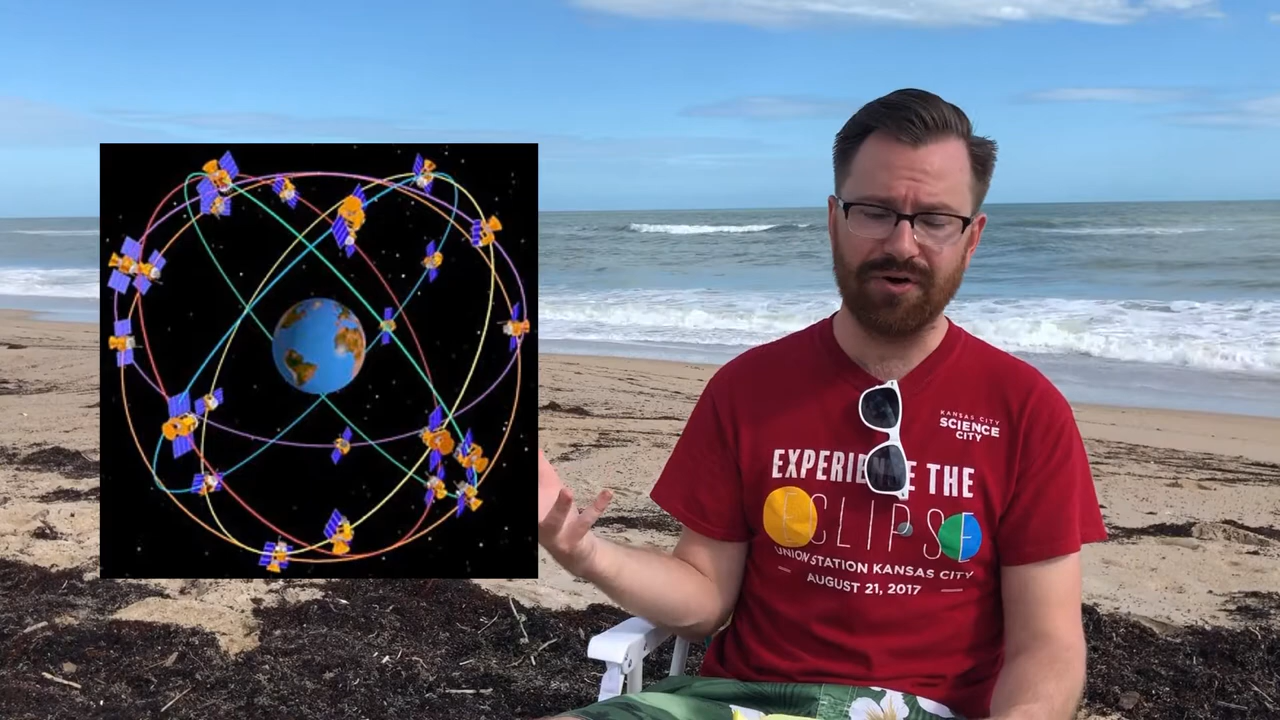 KANSAS CITY
SCIENCE
CITY
EXPERIENCE THE
ECLIPSE
UNION STATION KANSAS CITY
AUGUST 21, 2017